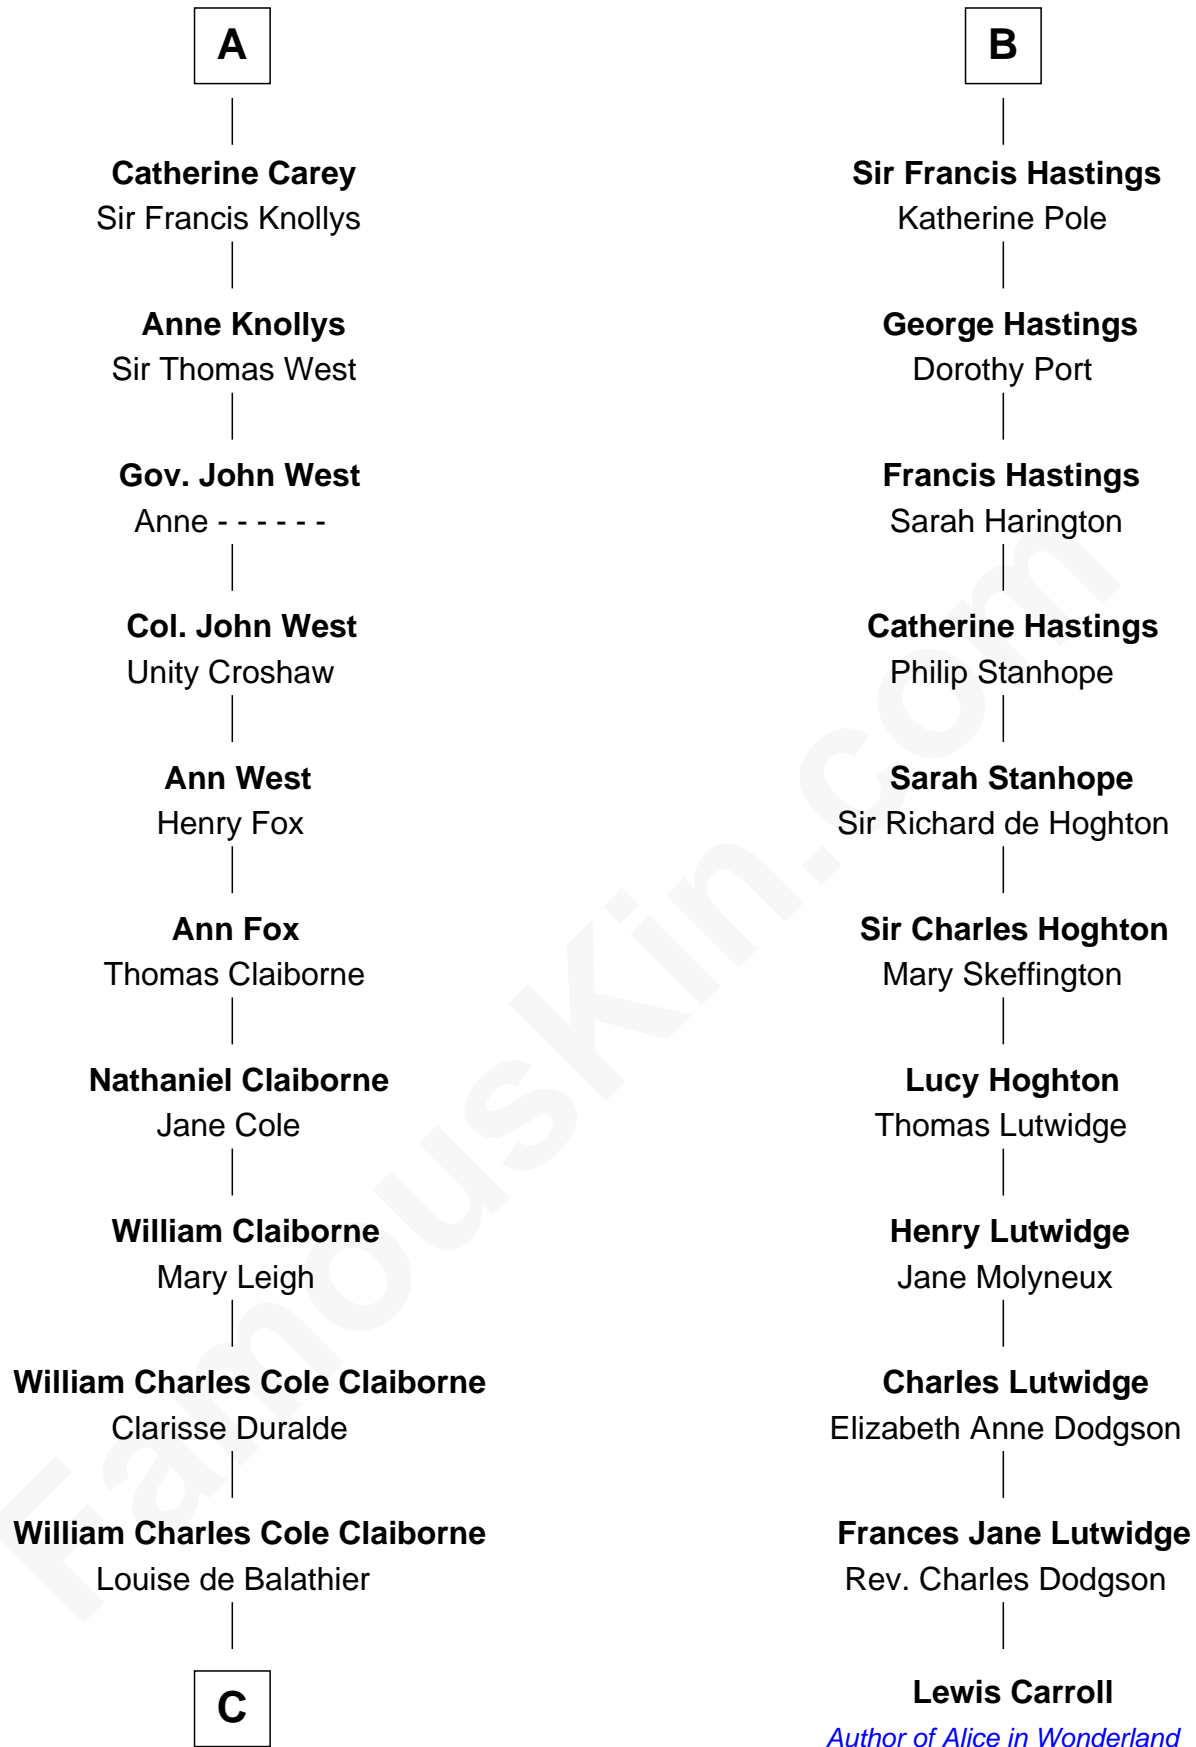 A
Catherine Carey
Sir Francis Knollys
Anne Knollys
Sir Thomas West
Gov. John West
Anne - - - - - -
Col. John West
Unity Croshaw
Ann West
Henry Fox
Ann Fox
Thomas Claiborne
Nathaniel Claiborne
Jane Cole
William Claiborne
Mary Leigh
William Charles Cole Claiborne
Clarisse Duralde
William Charles Cole Claiborne
Louise de Balathier
C
B
Sir Francis Hastings
Katherine Pole
George Hastings
Dorothy Port
Francis Hastings
Sarah Harington
Catherine Hastings
Philip Stanhope
Sarah Stanhope
Sir Richard de Hoghton
Sir Charles Hoghton
Mary Skeffington
Lucy Hoghton
Thomas Lutwidge
Henry Lutwidge
Jane Molyneux
Charles Lutwidge
Elizabeth Anne Dodgson
Frances Jane Lutwidge
Rev. Charles Dodgson
Lewis Carroll
Author of Alice in Wonderland
FamousKin.com